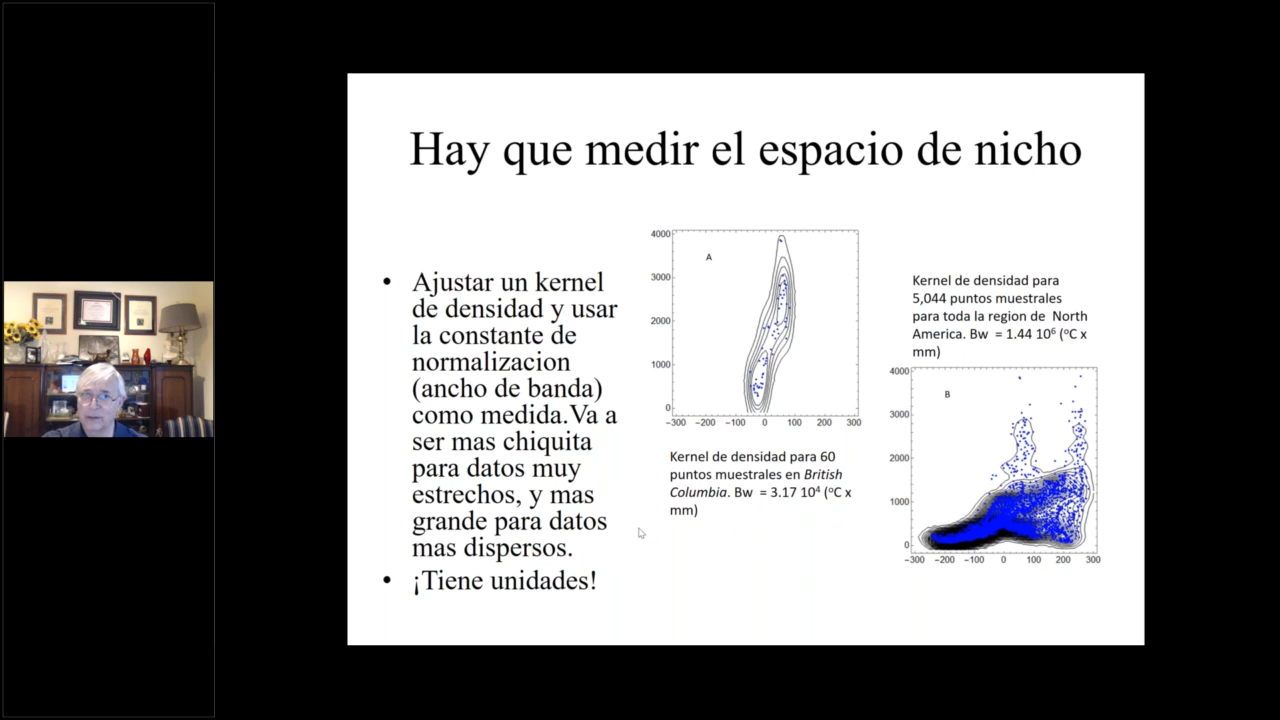 Hay que medir el espacio de nicho
• Ajustar un kernel
de densidad y usar
la constante de
normalizacion
(ancho de banda)
como medida.Va a
ser mas chiquita
para datos muy
estrechos, y mas
grande para datos
mas dispersos.
• ¡Tiene unidades!
4000
3000
2000
1000
0
A
−300 −200 −100 0 100 200 300
Kernel de densidad para 60
puntos muestrales en British
Columbia. Bw = 3.17 10⁴ (ºC x
mm)
Kernel de densidad para
5,044 puntos muestrales
para toda la region de North
America. Bw = 1.44 10⁶ (ºC x
mm)
4000
3000
2000
1000
0
B
−300 −200 −100 0 100 200 300